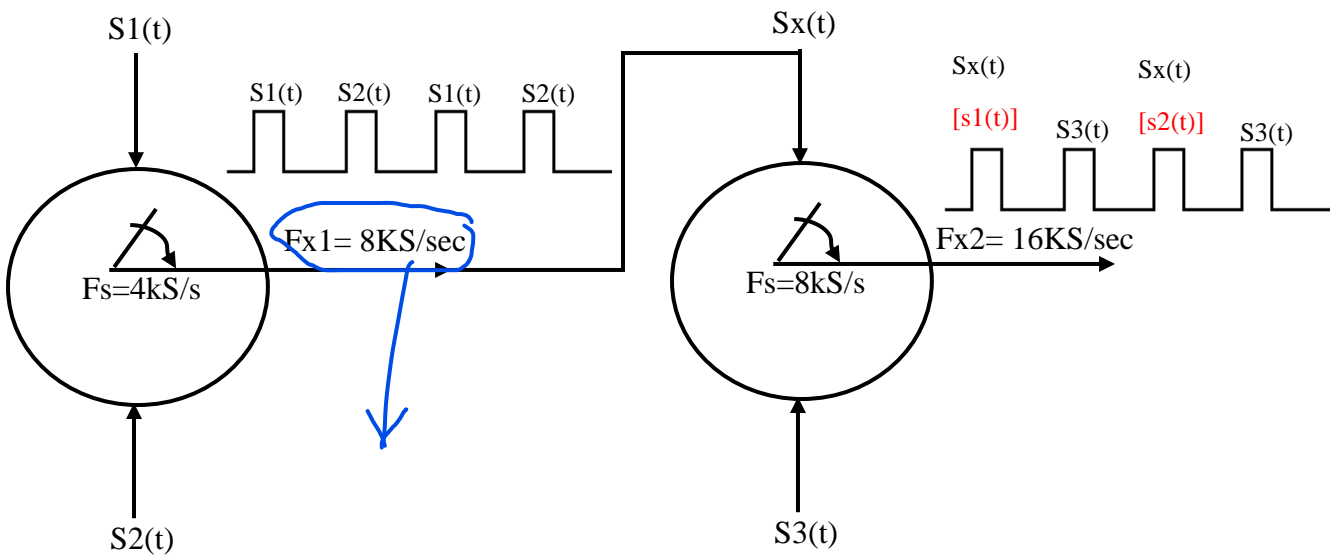 S1(t)
S1(t) S2(t) S1(t) S2(t)
Fx1= 8KS/sec
Fs=4kS/s
S2(t)
Sx(t)
Sx(t) Sx(t)
[s1(t)] S3(t) [s2(t)] S3(t)
Fx2= 16KS/sec
Fs=8kS/s
S3(t)